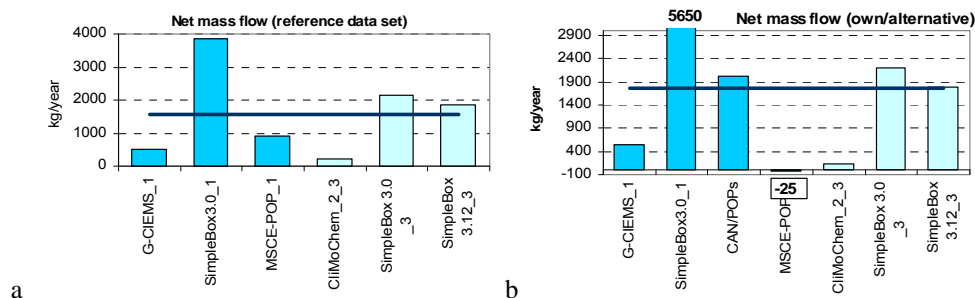 Net mass flow (reference data set)
kg/year
4000
3000
2000
1000
0
G-CIEMS_1
SimpleBox3.0_1
MSCE-POP_1
CliMoChem_2_3
SimpleBox 3.0
_3
SimpleBox
3.12_3
a
5650
Net mass flow (own/alternative)
kg/year
2900
2400
1900
1400
900
400
-100
-25
G-CIEMS_1
SimpleBox3.0_1
CAN/POPs
MSCE-POP
CliMoChem_2_3
SimpleBox 3.0
_3
SimpleBox
3.12_3
b